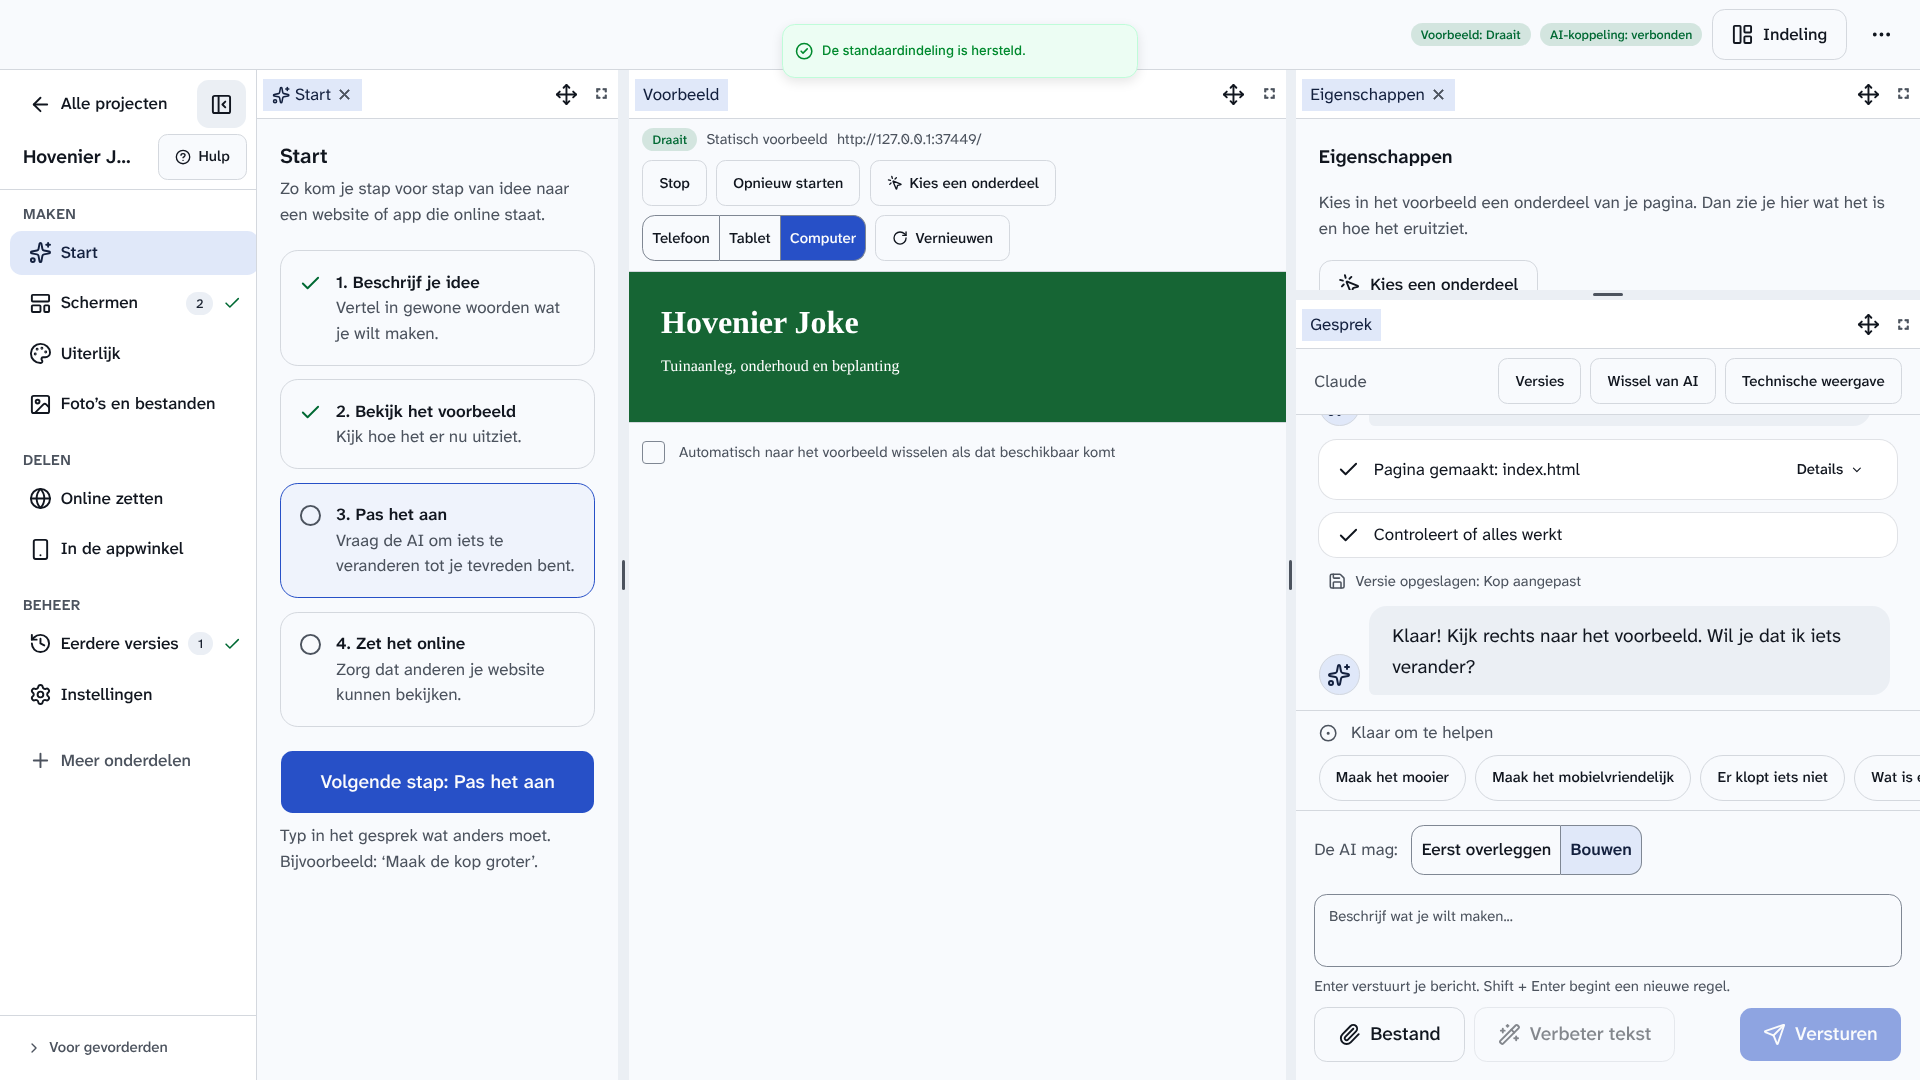 De standaardindeling is hersteld.
Voorbeeld: Draait
AI-koppeling: verbonden
Indeling
Alle projecten
Hovenier J...
Hulp
MAKEN
Start
Schermen
2
Uiterlijk
Foto's en bestanden
DELEN
Online zetten
In de appwinkel
BEHEER
Eerdere versies
1
Instellingen
Meer onderdelen
Voor gevorderden
Start
Start
Zo kom je stap voor stap van idee naar
een website of app die online staat.
1. Beschrijf je idee
Vertel in gewone woorden wat
je wilt maken.
2. Bekijk het voorbeeld
Kijk hoe het er nu uitziet.
3. Pas het aan
Vraag de AI om iets te
veranderen tot je tevreden bent.
4. Zet het online
Zorg dat anderen je website
kunnen bekijken.
Volgende stap: Pas het aan
Typ in het gesprek wat anders moet.
Bijvoorbeeld: ‘Maak de kop groter’.
Voorbeeld
Draait
Statisch voorbeeld
http://127.0.0.1:37449/
Stop
Opnieuw starten
Kies een onderdeel
Telefoon
Tablet
Computer
Vernieuwen
Hovenier Joke
Tuinaanleg, onderhoud en beplanting
Automatisch naar het voorbeeld wisselen als dat beschikbaar komt
Eigenschappen
Eigenschappen
Kies in het voorbeeld een onderdeel van je pagina. Dan zie je hier wat het is
en hoe het eruitziet.
Kies een onderdeel
Gesprek
Claude
Versies
Wissel van AI
Technische weergave
Pagina gemaakt: index.html
Details
Controleert of alles werkt
Versie opgeslagen: Kop aangepast
Klaar! Kijk rechts naar het voorbeeld. Wil je dat ik iets
verander?
Klaar om te helpen
Maak het mooier
Maak het mobielvriendelijk
Er klopt iets niet
Wat is
De AI mag:
Eerst overleggen
Bouwen
Beschrijf wat je wilt maken...
Enter verstuurt je bericht. Shift + Enter begint een nieuwe regel.
Bestand
Verbeter tekst
Versturen